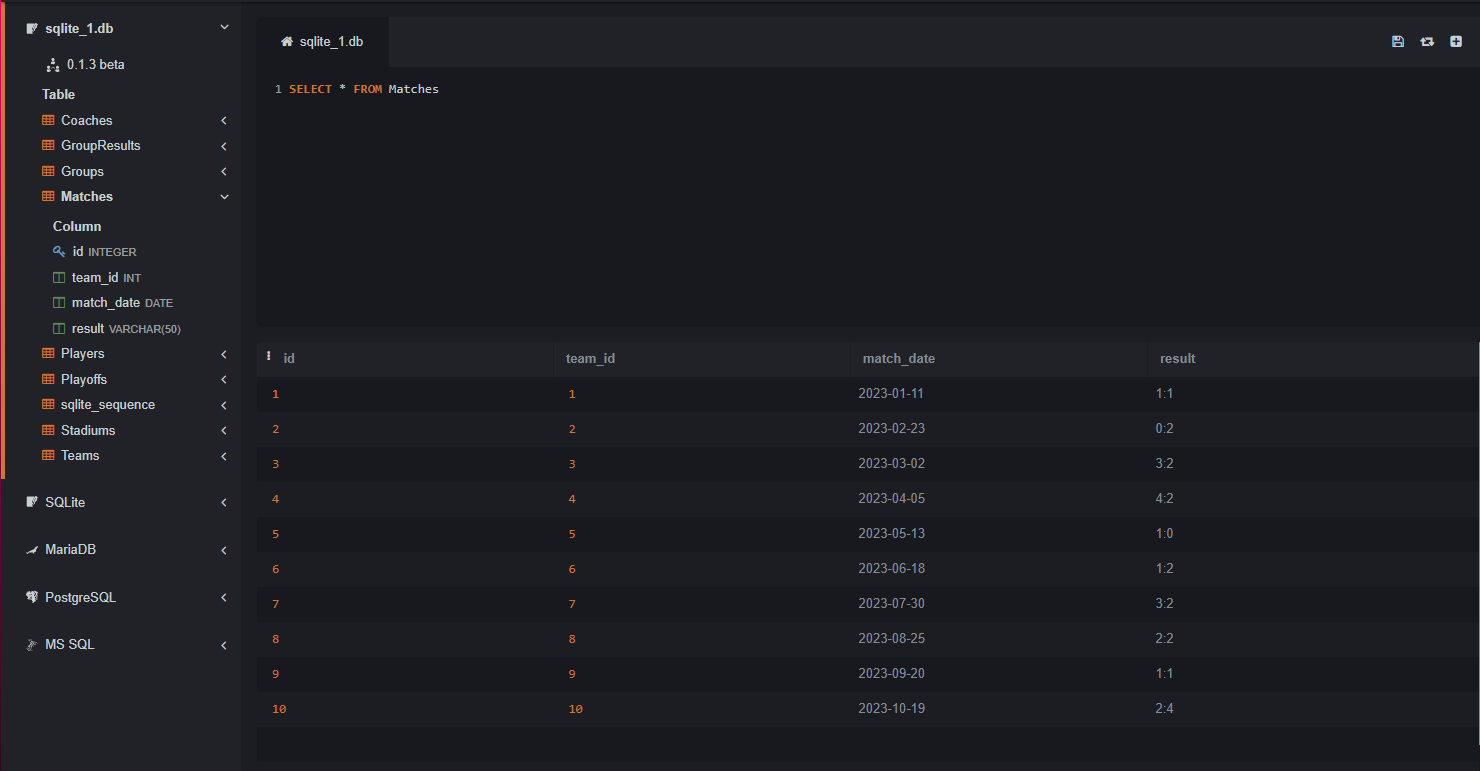 sqlite_1.db
0.1.3 beta
Table
Coaches
GroupResults
Groups
Matches
Column
id INTEGER
team_id INT
match_date DATE
result VARCHAR(50)
Players
Playoffs
sqlite_sequence
Stadiums
Teams
SQLite
MariaDB
PostgreSQL
MS SQL
sqlite_1.db
1 SELECT * FROM Matches
id team_id match_date result
1 1 2023-01-11 1:1
2 2 2023-02-23 0:2
3 3 2023-03-02 3:2
4 4 2023-04-05 4:2
5 5 2023-05-13 1:0
6 6 2023-06-18 1:2
7 7 2023-07-30 3:2
8 8 2023-08-25 2:2
9 9 2023-09-20 1:1
10 10 2023-10-19 2:4